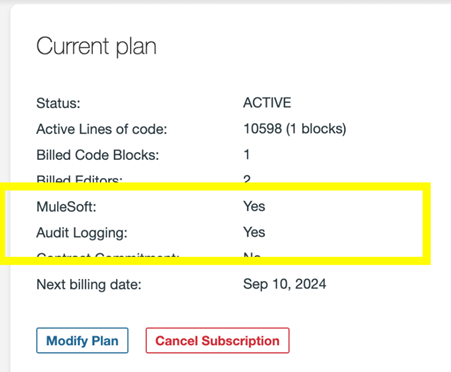 Current plan
Status: ACTIVE
Active Lines of code: 10598 (1 blocks)
Billed Code Blocks: 1
Billed Editors: 2
MuleSoft: Yes
Audit Logging: Yes
Contract Commitment: No
Next billing date: Sep 10, 2024
Modify Plan Cancel Subscription